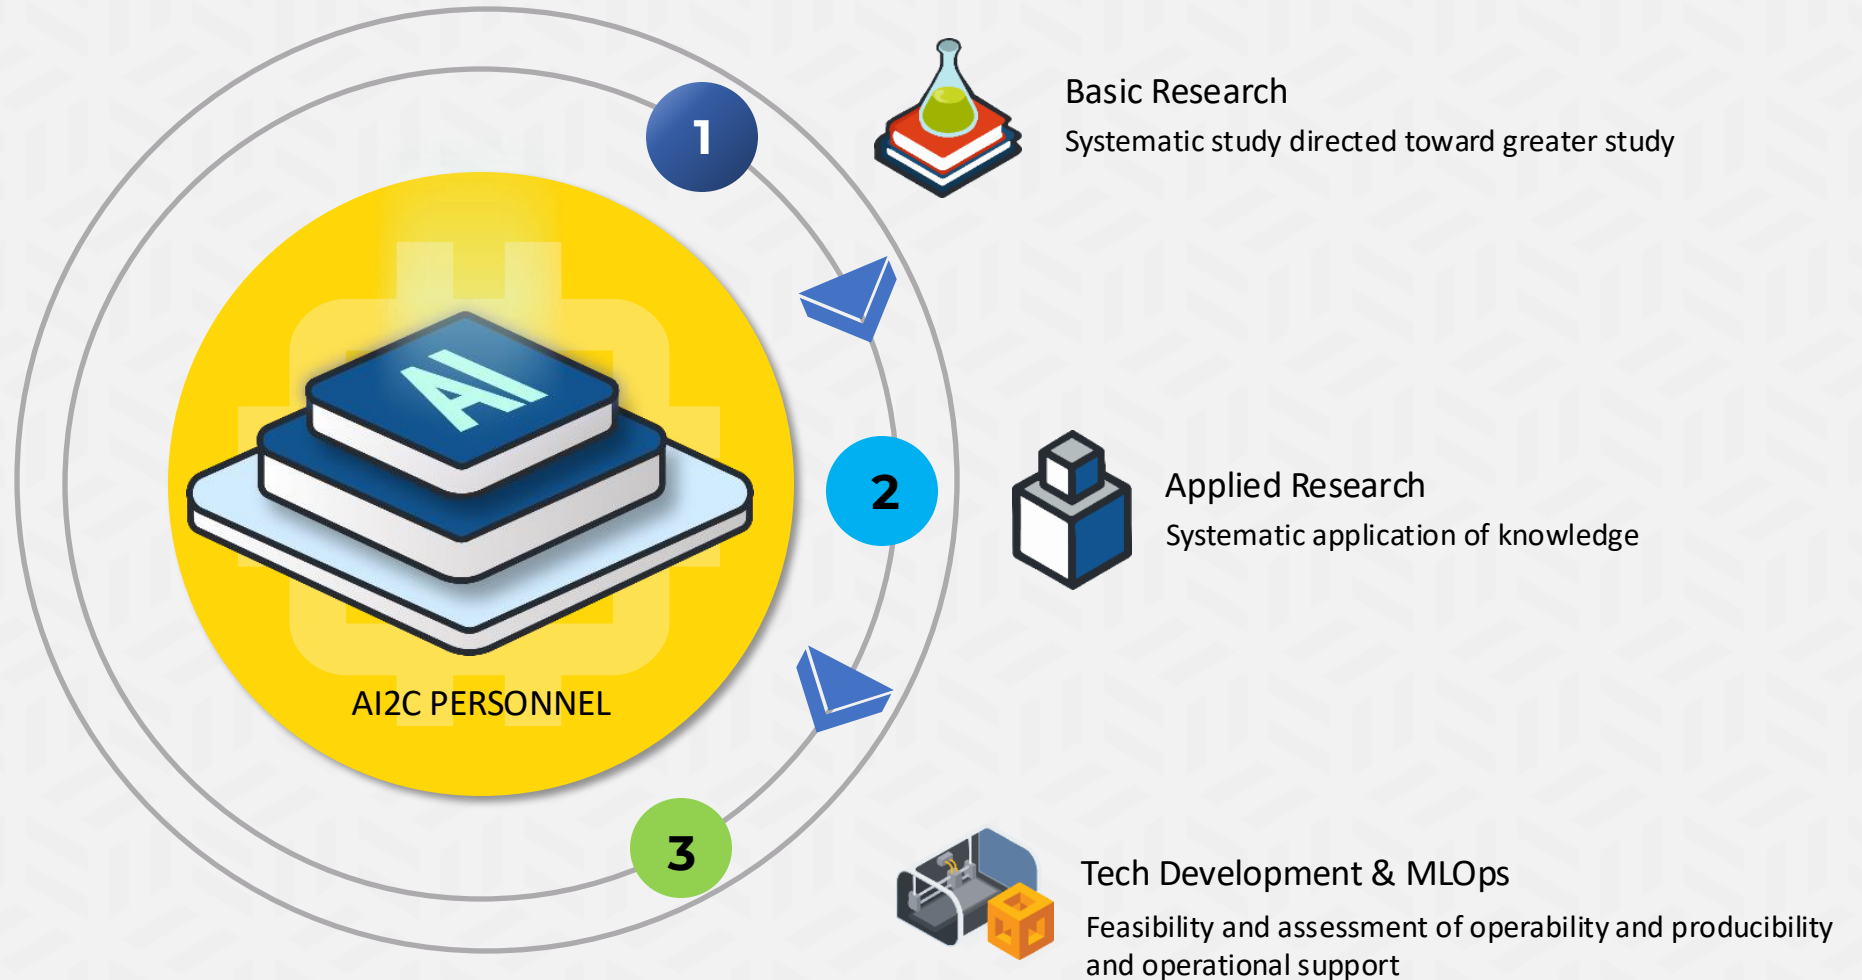 1
Basic Research
Systematic study directed toward greater study
AI
2
Applied Research
Systematic application of knowledge
AI2C PERSONNEL
3
Tech Development & MLOps
Feasibility and assessment of operability and producibility
and operational support